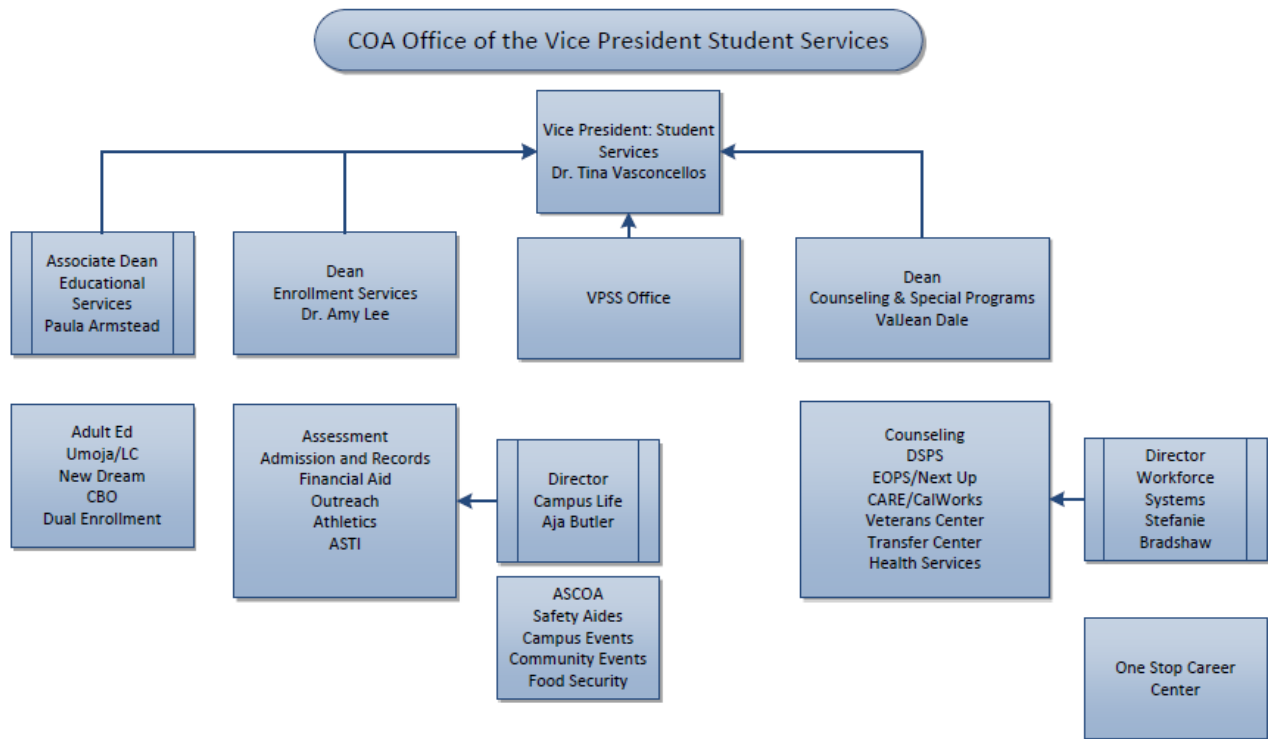 COA Office of the Vice President Student Services
Vice President: Student
Services
Dr. Tina Vasconcellos
Associate Dean
Educational
Services
Paula Armstead
Dean
Enrollment Services
Dr. Amy Lee
VPSS Office
Dean
Counseling & Special Programs
ValJean Dale
Adult Ed
Umoja/LC
New Dream
CBO
Dual Enrollment
Assessment
Admission and Records
Financial Aid
Outreach
Athletics
ASTI
Director
Campus Life
Aja Butler
ASCOA
Safety Aides
Campus Events
Community Events
Food Security
Counseling
DSPS
EOPS/Next Up
CARE/CalWorks
Veterans Center
Transfer Center
Health Services
Director
Workforce
Systems
Stefanie
Bradshaw
One Stop Career
Center